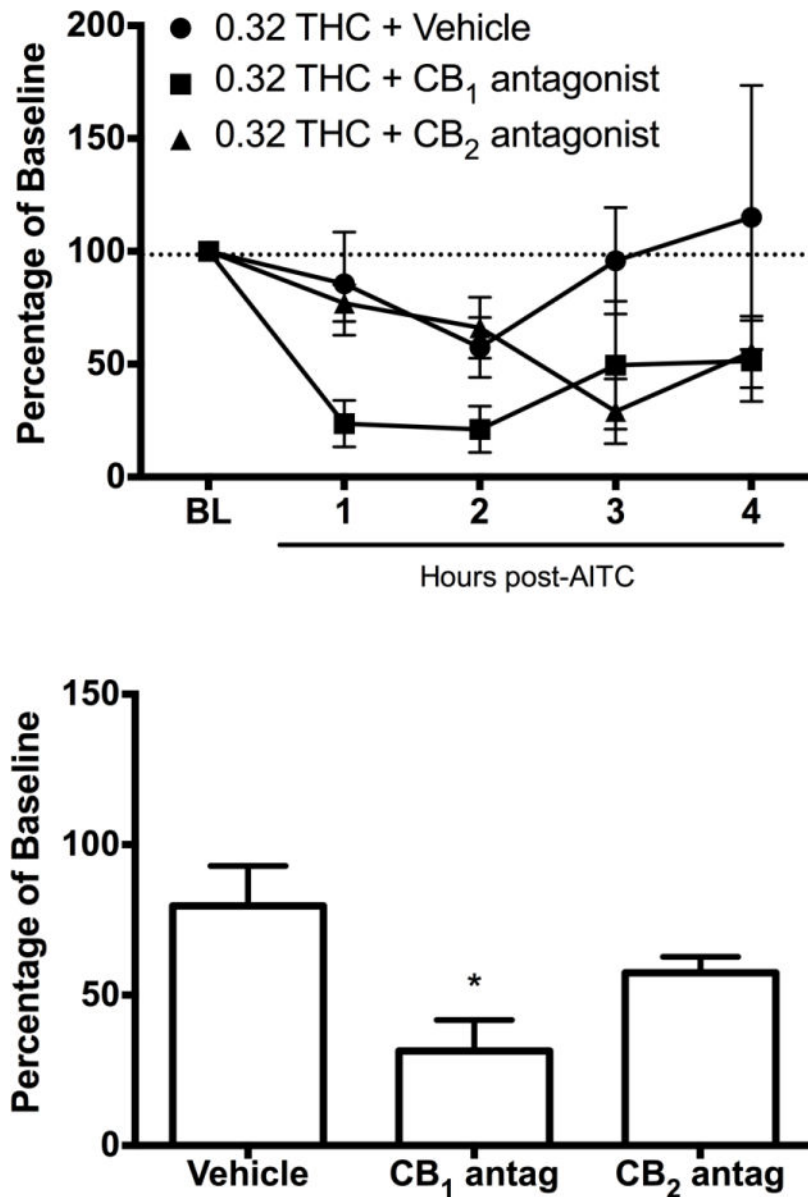 200
150
100
50
0
Percentage of Baseline
0.32 THC + Vehicle
0.32 THC + CB₁ antagonist
0.32 THC + CB₂ antagonist
BL 1 2 3 4
Hours post-AITC
150
100
50
0
Percentage of Baseline
*
Vehicle CB₁ antag CB₂ antag